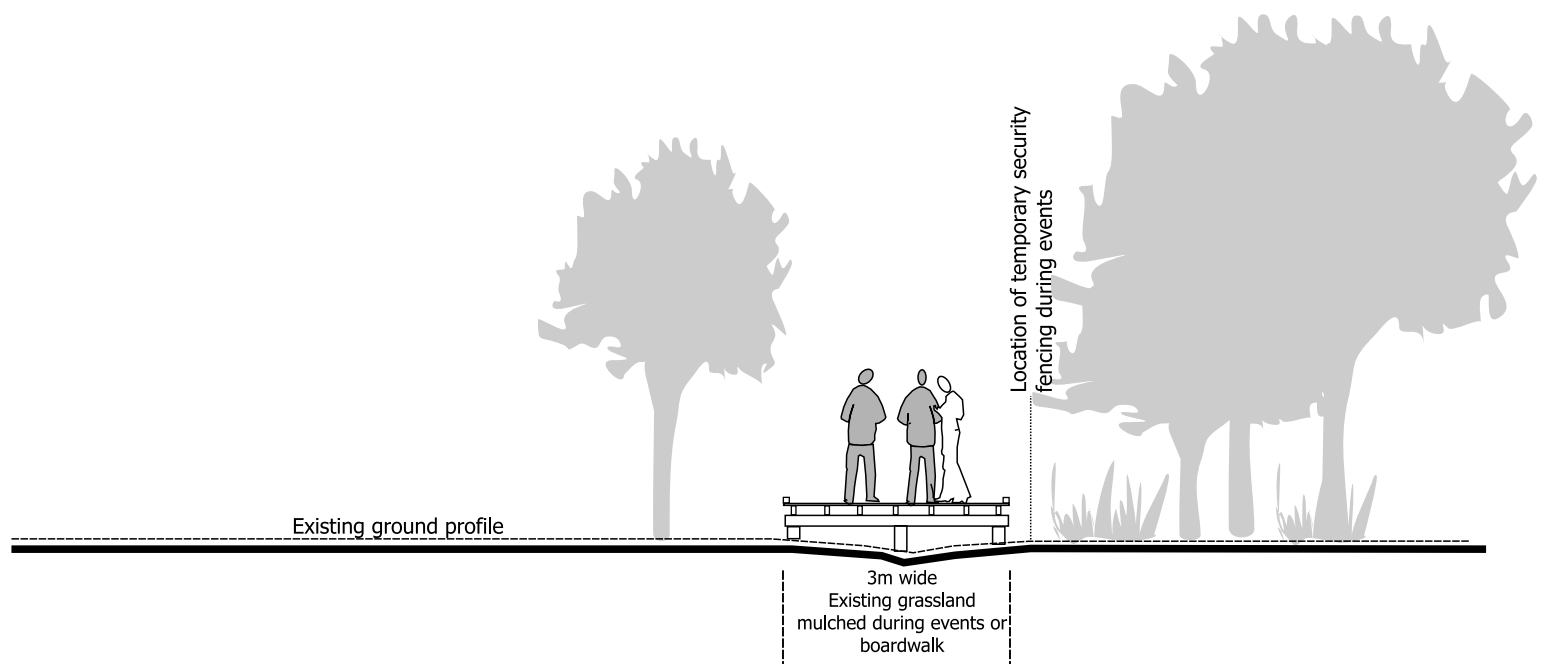 Location of temporary security
fencing during events
Existing ground profile
3m wide
Existing grassland
mulched during events or
boardwalk